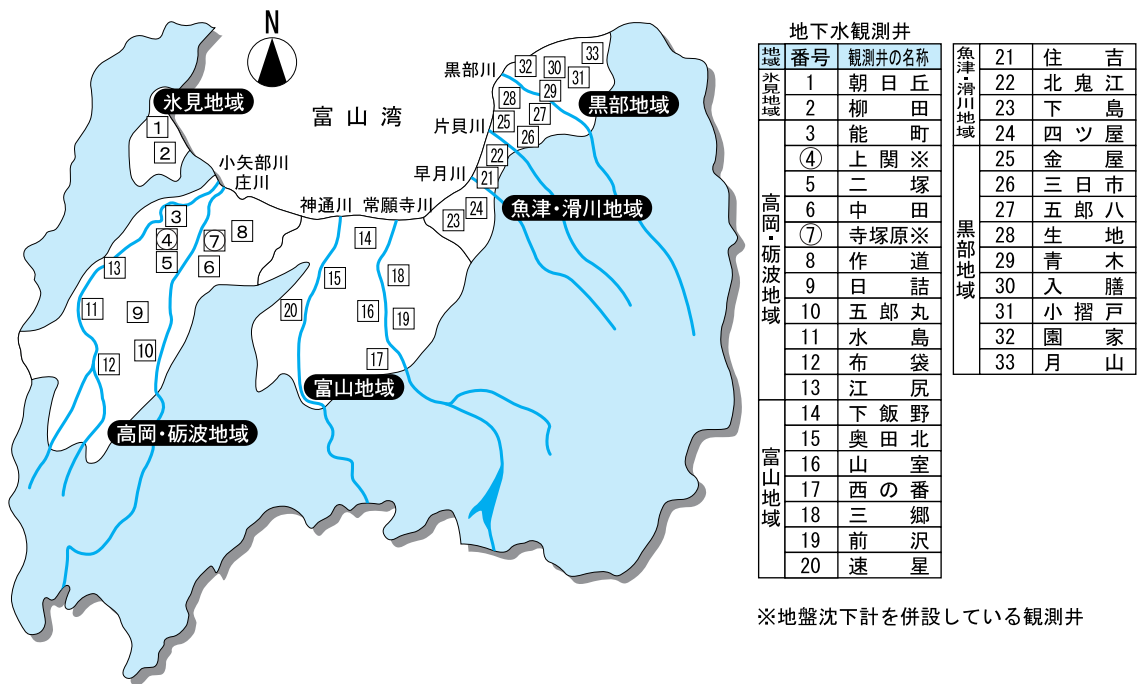 N
氷見地域
1
2
小矢部川
庄川
富山湾
黒部川
片貝川
早月川
神通川 常願寺川
黒部地域
魚津・滑川地域
富山地域
高岡・砺波地域
32
30
33
31
29
28
27
25
26
22
21
24
23
3
④
⑦
8
5
6
13
11
9
10
12
14
15
18
20
16
19
17
地下水観測井
地域 番号 観測井の名称
氷見地域
1 朝日丘
2 柳田
高岡・砺波地域
3 能町
④ 上関※
5 二塚
6 中田
⑦ 寺塚原※
8 作道
9 日詰
10 五郎丸
11 水島
12 布袋
13 江尻
富山地域
14 下飯野
15 奥田北
16 山室
17 西の番
18 三郷
19 前沢
20 速星
魚津・滑川地域
21 住吉
22 北鬼江
23 下島
24 四ツ屋
黒部地域
25 金屋
26 三日市
27 五郎八
28 生地
29 青木
30 入膳
31 小摺戸
32 園家
33 月山
※地盤沈下計を併設している観測井